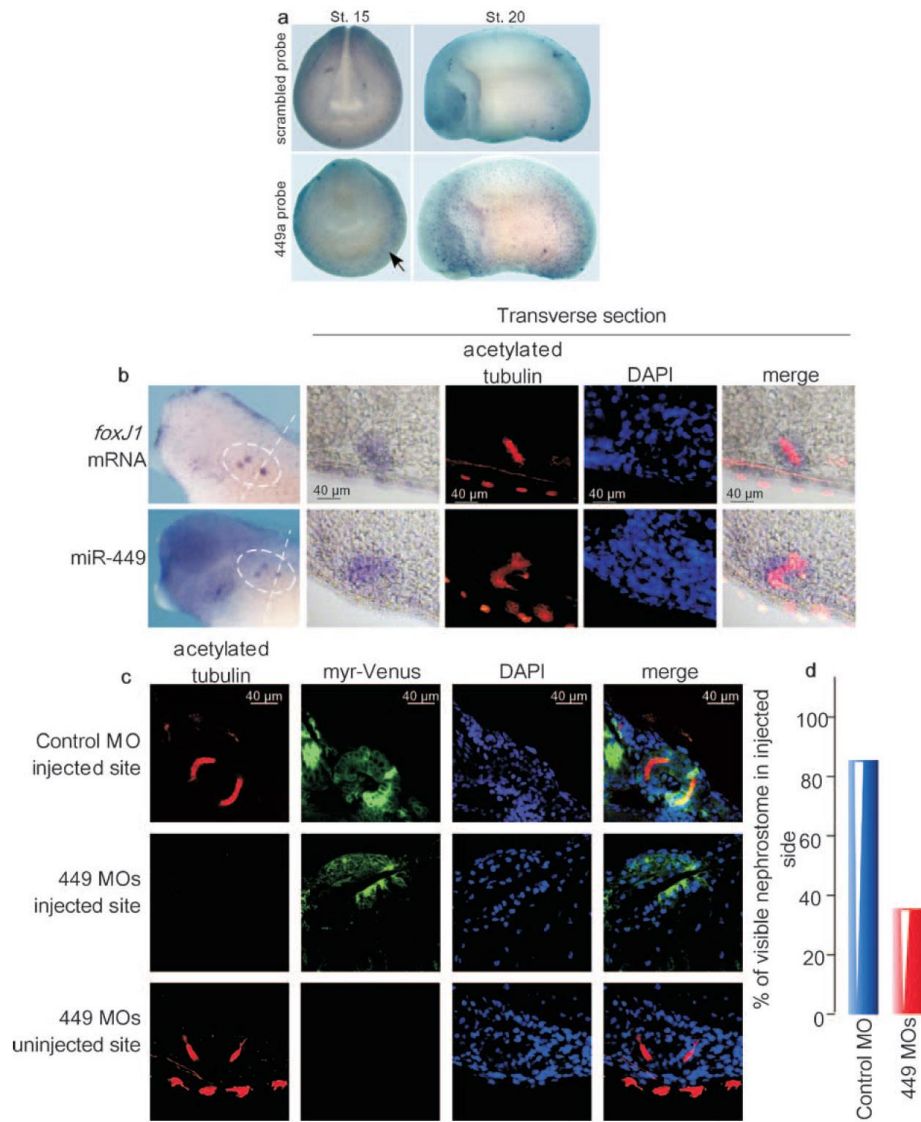 a
St. 15
St. 20
scrambled probe
449a probe
Transverse section
b
acetylated
tubulin
DAPI
merge
foxJ1
mRNA
40 μm
40 μm
40 μm
miR-449
c
acetylated
tubulin
myr-Venus
DAPI
merge
Control MO
injected site
40 μm
40 μm
40 μm
40 μm
449 MOs
injected site
449 MOs
uninjected site
d
% of visible nephrostome in injected
side
100
80
60
40
20
0
Control MO
449 MOs